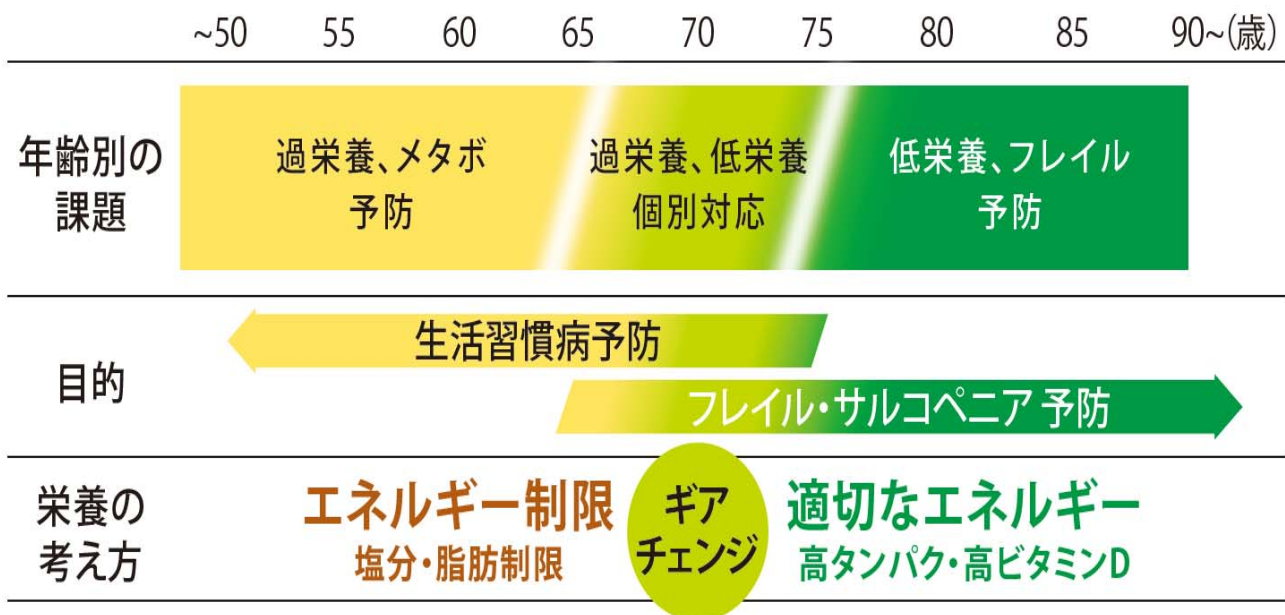 ~50 55 60 65 70 75 80 85 90~(歳)
年齢別の
課題
過栄養、メタボ
予防
過栄養、低栄養
個別対応
低栄養、フレイル
予防
目的
生活習慣病予防
フレイル・サルコペニア 予防
栄養の
考え方
エネルギー制限
塩分・脂肪制限
ギア
チェンジ
適切なエネルギー
高タンパク・高ビタミンD